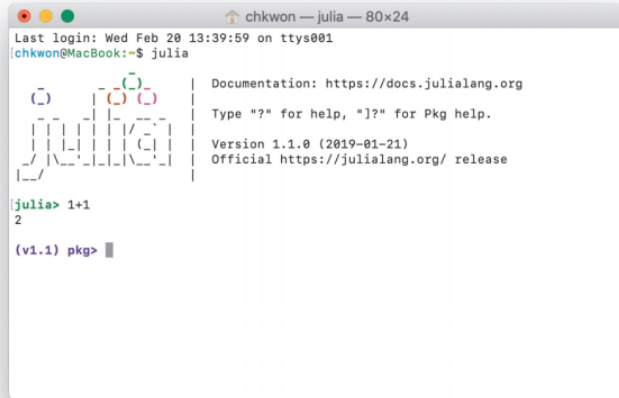 chkwon — julia — 80×24
Last login: Wed Feb 20 13:39:59 on ttys001
[chkwon@MacBook:~$ julia
Documentation: https://docs.julialang.org
Type "?" for help, "]?" for Pkg help.
Version 1.1.0 (2019-01-21)
Official https://julialang.org/ release
[julia> 1+1
2
(v1.1) pkg>